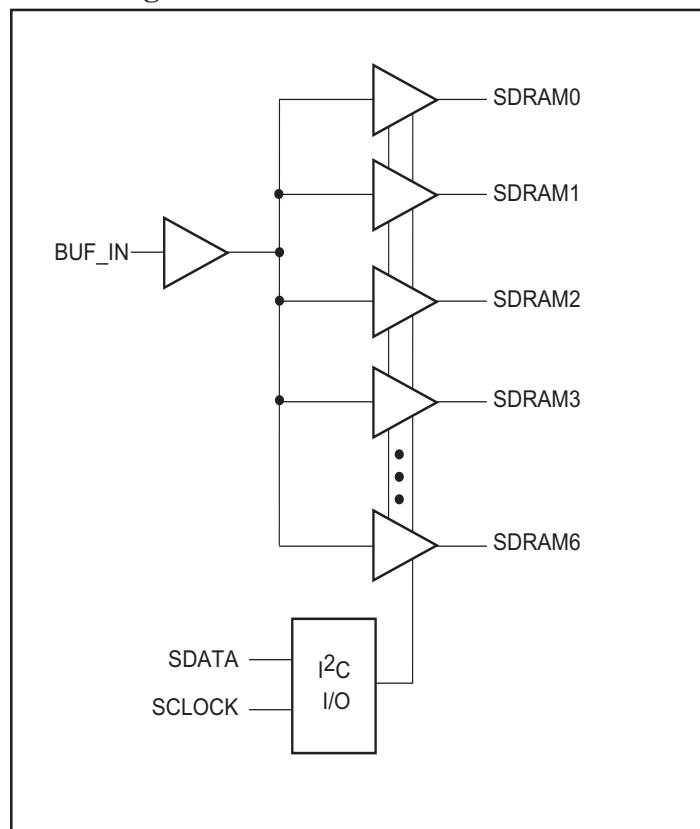 SDRAM0
SDRAM1
BUF_IN
SDRAM2
SDRAM3
SDRAM6
SDATA
SCLOCK
I²C
I/O